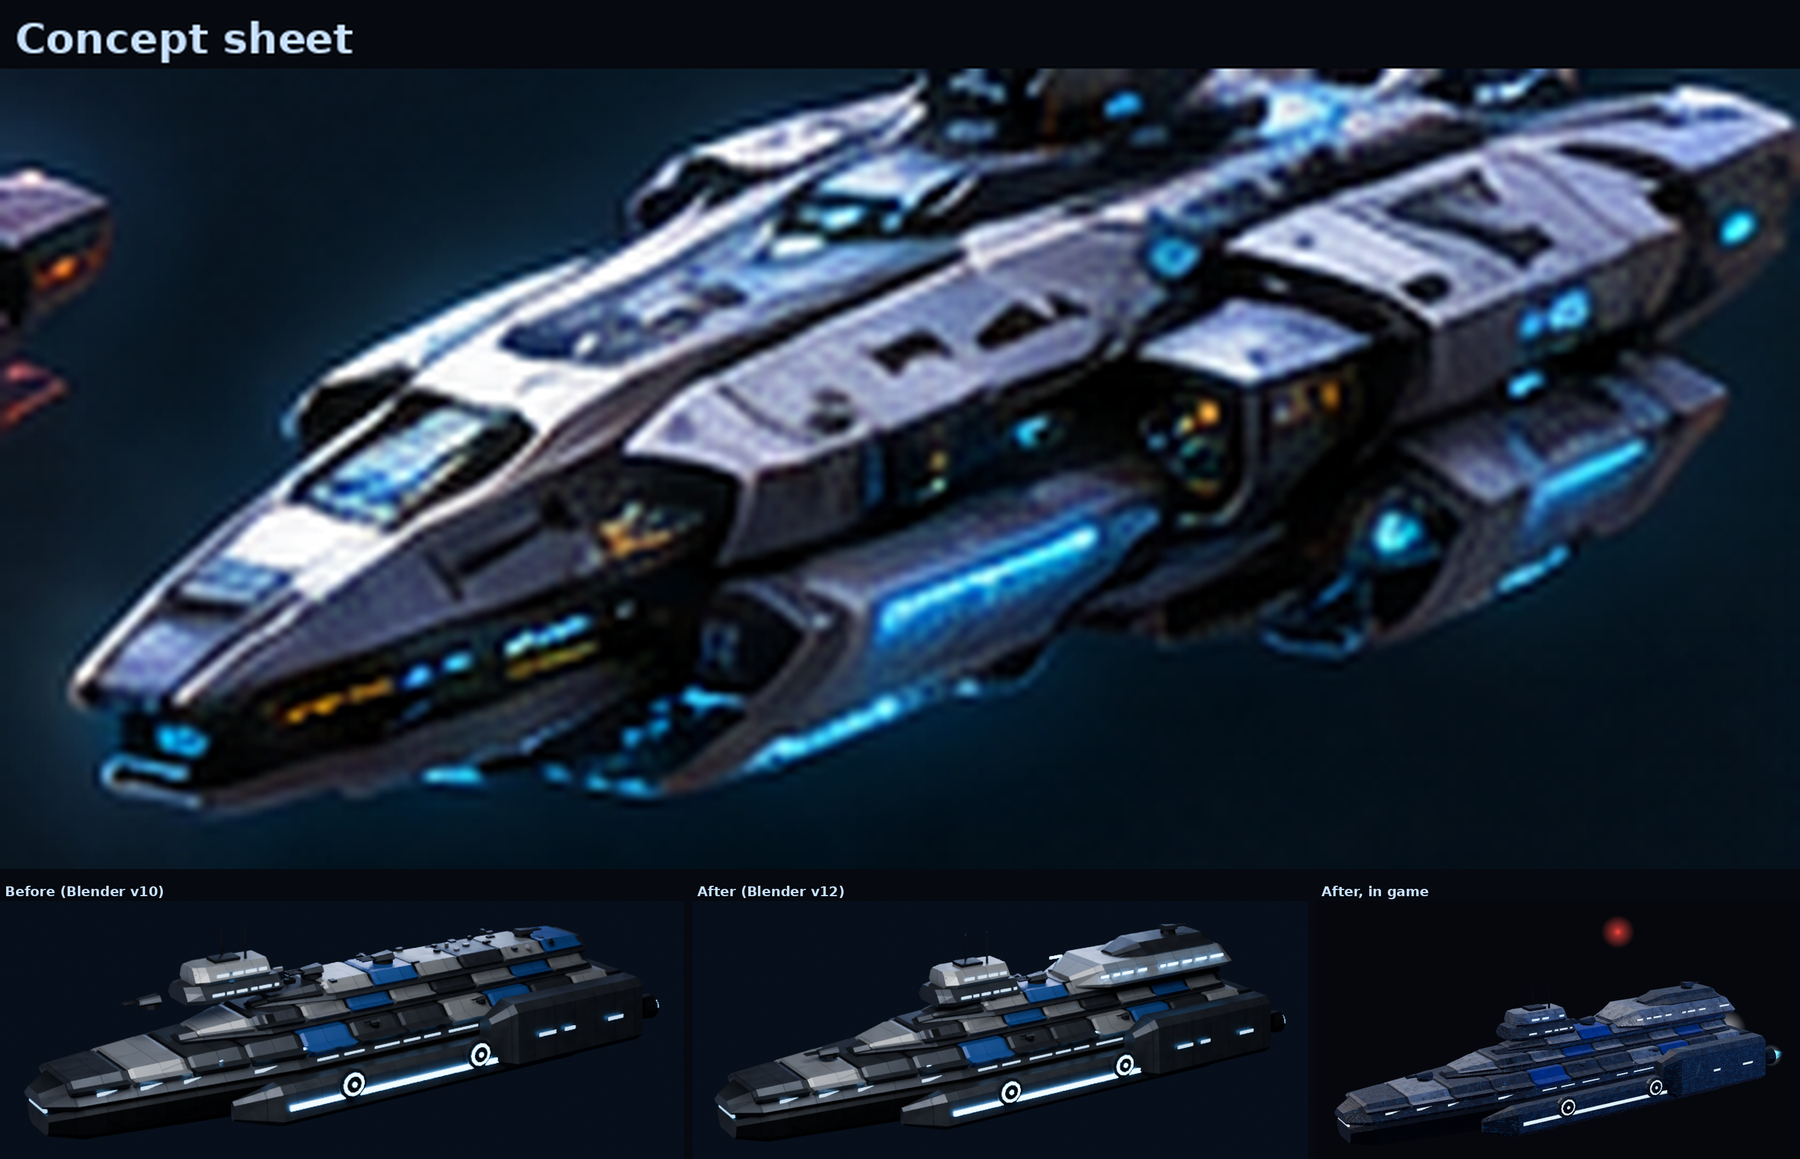 Concept sheet
Before (Blender v10)
After (Blender v12)
After, in game